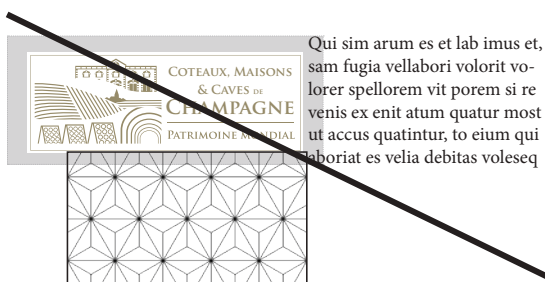 COTEAUX, MAISONS
& CAVES DE
CHAMPAGNE
PATRIMOINE MONDIAL
Qui sim arum es et lab imus et,
sam fugia vellabori volorit vo-
lorer spellorem vit porem si re
venis ex enit atum quatur most
ut accus quatintur, to eium qui
aboriat es velia debitas voleseq